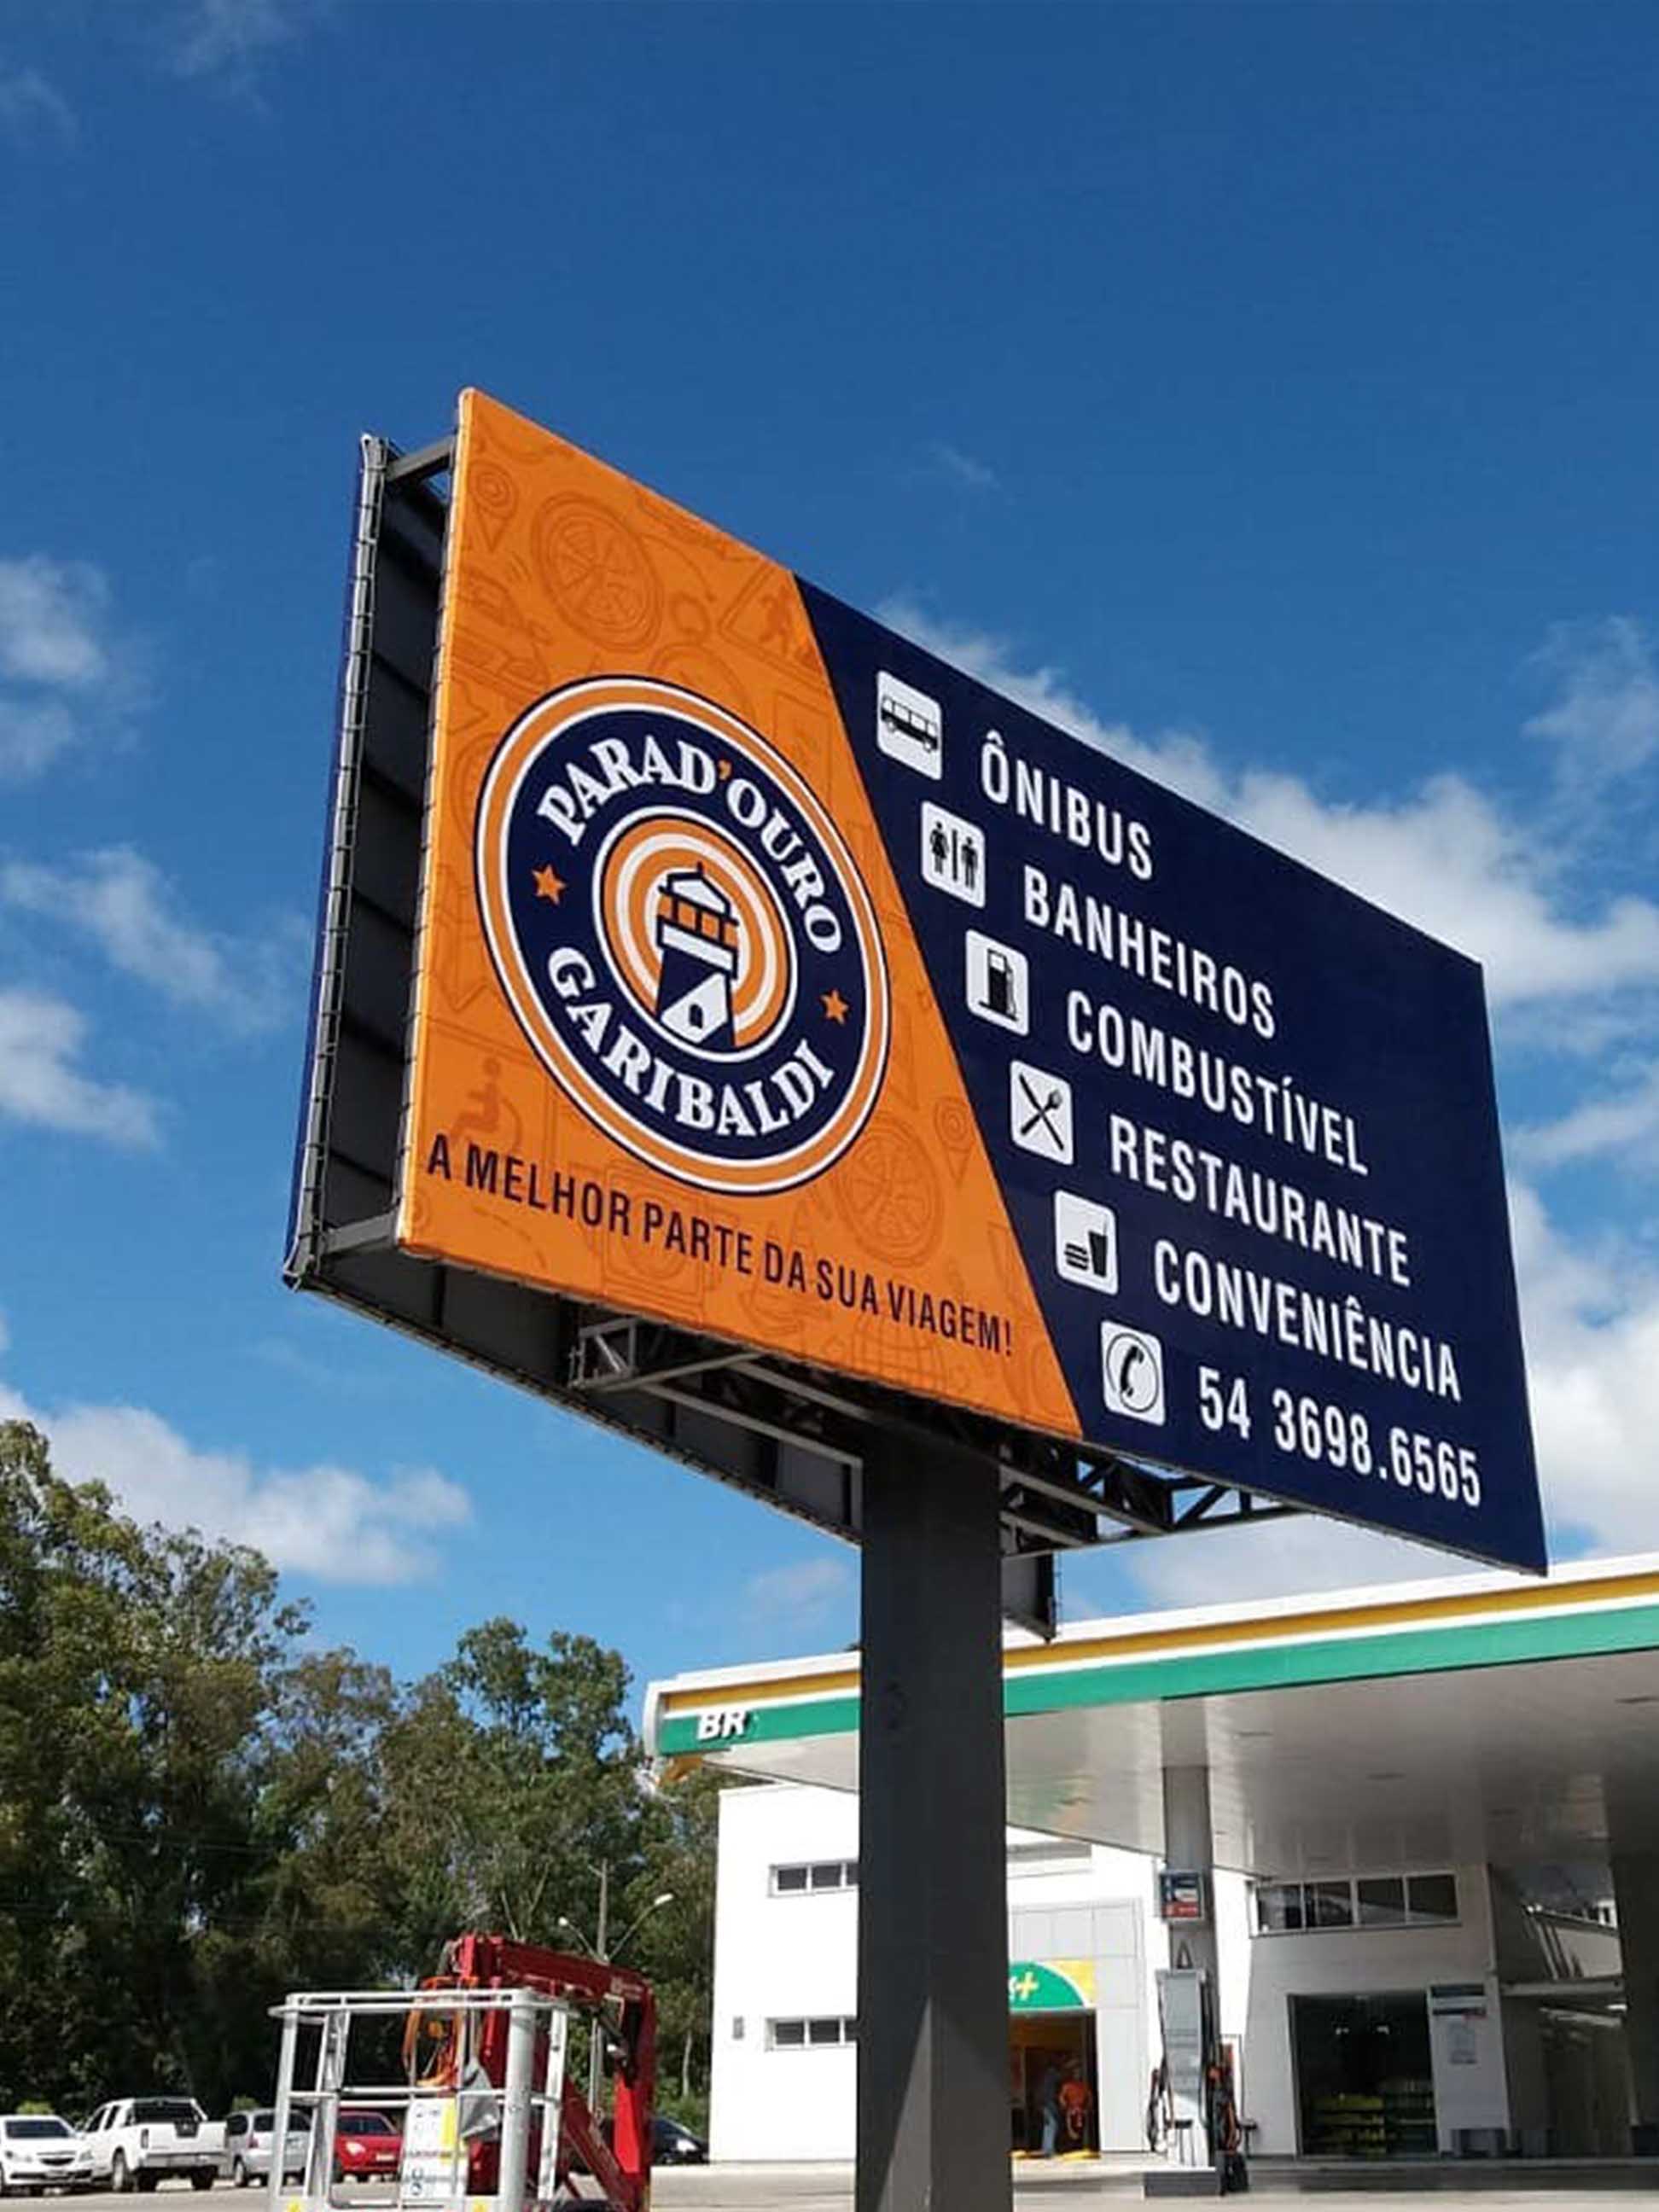 PARAD'OURO
GARIBALDI
A MELHOR PARTE DA SUA VIAGEM!
ÔNIBUS
BANHEIROS
COMBUSTÍVEL
RESTAURANTE
CONVENIÊNCIA
54 3698.6565
BR